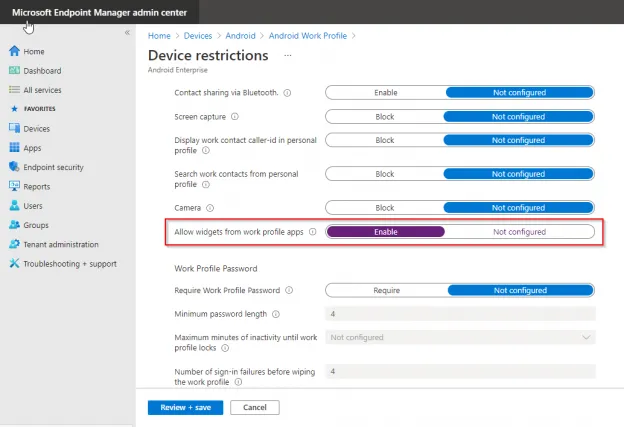 Microsoft Endpoint Manager admin center
Home > Devices > Android > Android Work Profile >
Device restrictions ...
Android Enterprise
«
Home
Dashboard
All services
FAVORITES
Devices
Apps
Endpoint security
Reports
Users
Groups
Tenant administration
Troubleshooting + support
Contact sharing via Bluetooth. Enable Not configured
Screen capture Block Not configured
Display work contact caller-id in personal
profile Block Not configured
Search work contacts from personal
profile Block Not configured
Camera Block Not configured
Allow widgets from work profile apps Enable Not configured
Work Profile Password
Require Work Profile Password Require Not configured
Minimum password length 4
Maximum minutes of inactivity until work
profile locks Not configured
Number of sign-in failures before wiping
the work profile 4
Review + save Cancel